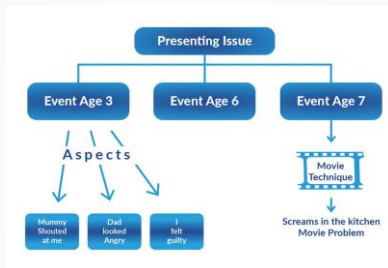 Presenting Issue
Event Age 3
Event Age 6
Event Age 7
Aspects
Movie
Technique
Mummy
Shouted
at me
Dad
looked
Angry
I
felt
guilty
Screams in the kitchen
Movie Problem